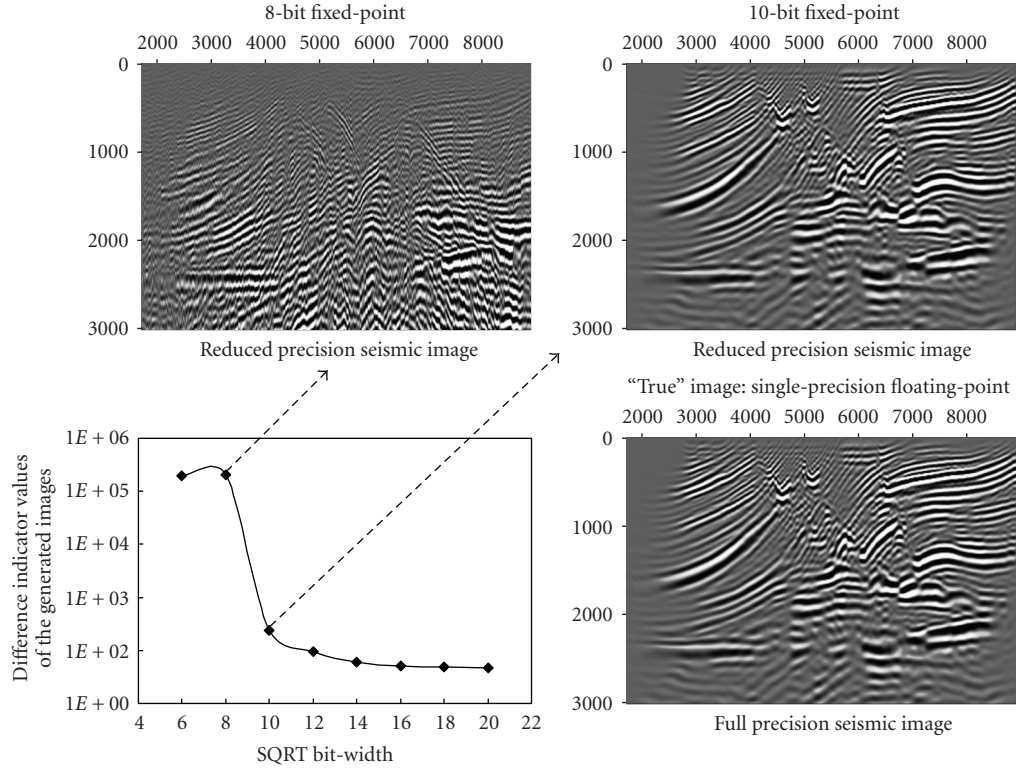 8-bit fixed-point
2000 3000 4000 5000 6000 7000 8000
0
1000
2000
3000
Reduced precision seismic image
10-bit fixed-point
2000 3000 4000 5000 6000 7000 8000
0
1000
2000
3000
Reduced precision seismic image
Difference indicator values
of the generated images
1E + 06
1E + 05
1E + 04
1E + 03
1E + 02
1E + 00
4 6 8 10 12 14 16 18 20 22
SQRT bit-width
“True” image: single-precision floating-point
2000 3000 4000 5000 6000 7000 8000
0
1000
2000
3000
Full precision seismic image